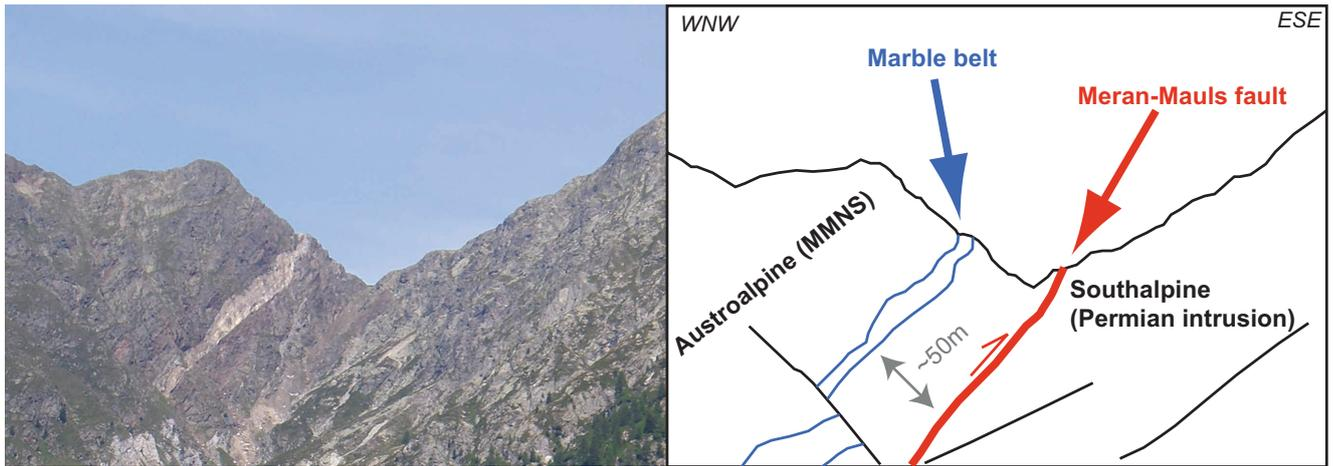 WNW
ESE
Marble belt
Meran-Mauls fault
Austroalpine (MMNS)
Southalpine
(Permian intrusion)
~50m